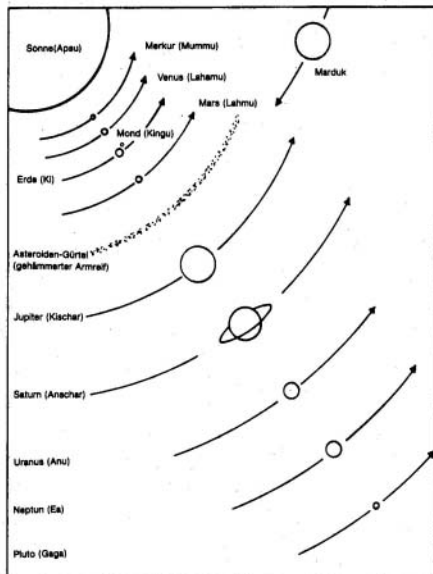 Sonne(Apsu)
Merkur (Mummu)
Venus (Lahamu)
Mond (Kingu)
Mars (Lahmu)
Marduk
Erde (Ki)
Asteroiden-Gürtel
(gehämmerter Armreif)
Jupiter (Kischar)
Saturn (Anschar)
Uranus (Anu)
Neptun (Ea)
Pluto (Gaga)